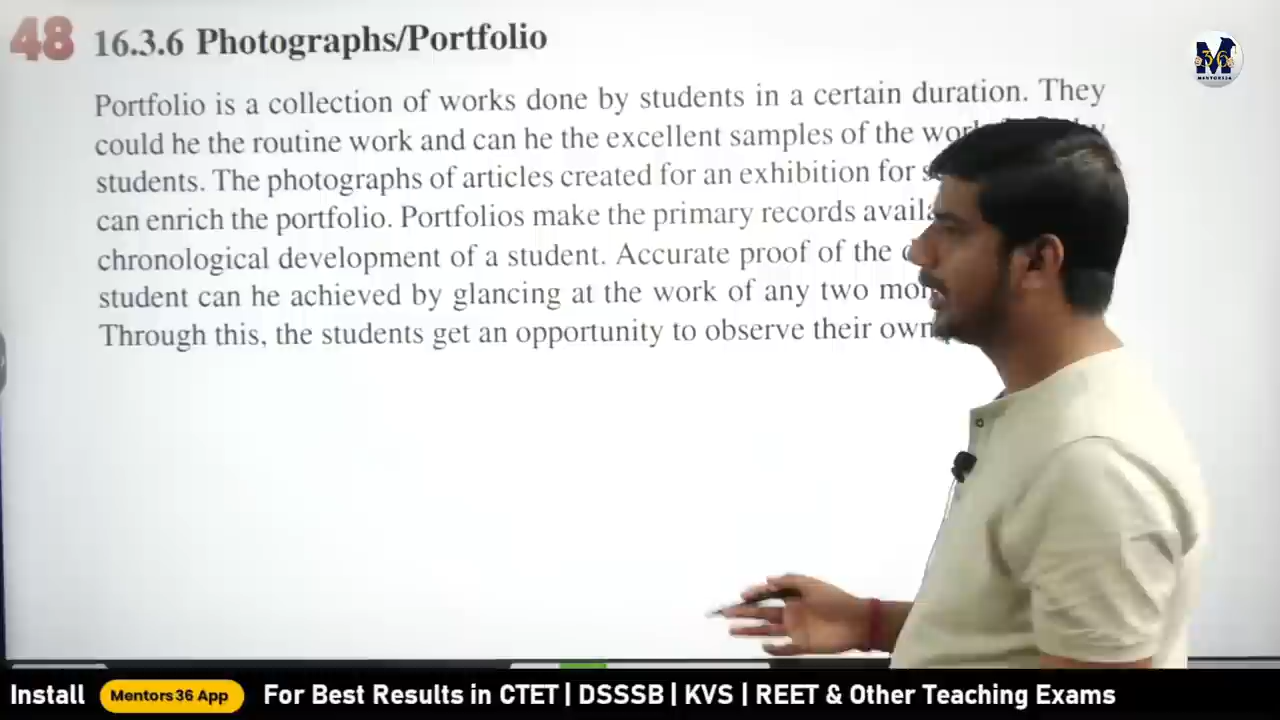 48 16.3.6 Photographs/Portfolio
Portfolio is a collection of works done by students in a certain duration. They
could he the routine work and can he the excellent samples of the
students. The photographs of articles created for an exhibition for
can enrich the portfolio. Portfolios make the primary records
chronological development of a student. Accurate proof of the
student can he achieved by glancing at the work of any two
Through this, the students get an opportunity to observe their own
M
36
MENTORS36
Install Mentors36 App For Best Results in CTET | DSSSB | KVS | REET & Other Teaching Exams